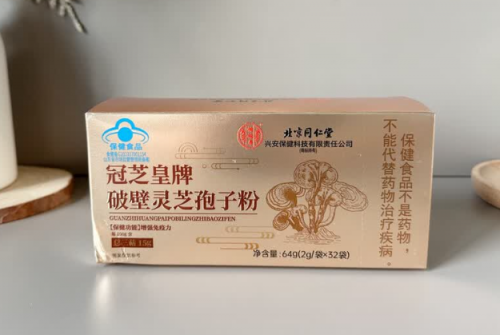 保健食品
北京同仁堂
兴安保健科技有限责任公司
冠芝皇牌
破壁灵芝孢子粉
GUANZHIHUANGPAIPOBILINGZHIBAOZIFEN
【保健功能】增强免疫力
净含量:64g(2g/袋×32袋)
保健食品不是药物,
不能代替药物治疗疾病。